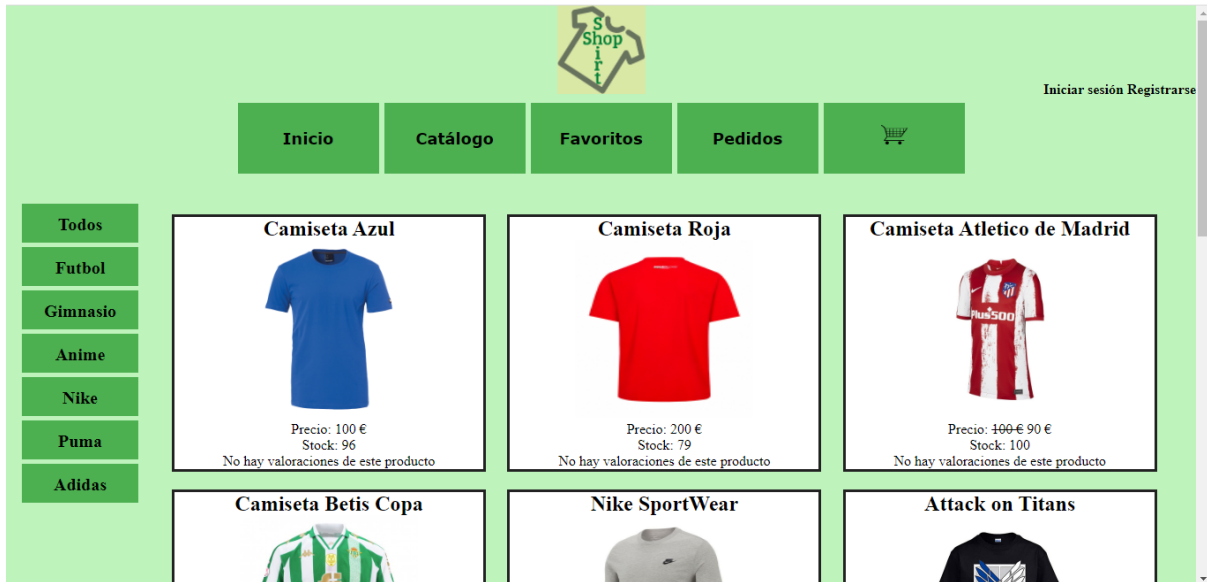 Shop
Shirt
Iniciar sesión Registrarse
Inicio Catálogo Favoritos Pedidos
Todos
Futbol
Gimnasio
Anime
Nike
Puma
Adidas
Camiseta Azul
Precio: 100 €
Stock: 96
No hay valoraciones de este producto
Camiseta Roja
Precio: 200 €
Stock: 79
No hay valoraciones de este producto
Camiseta Atletico de Madrid
Plus500
Precio: 100 € 90 €
Stock: 100
No hay valoraciones de este producto
Camiseta Betis Copa
Nike SportWear
Attack on Titans